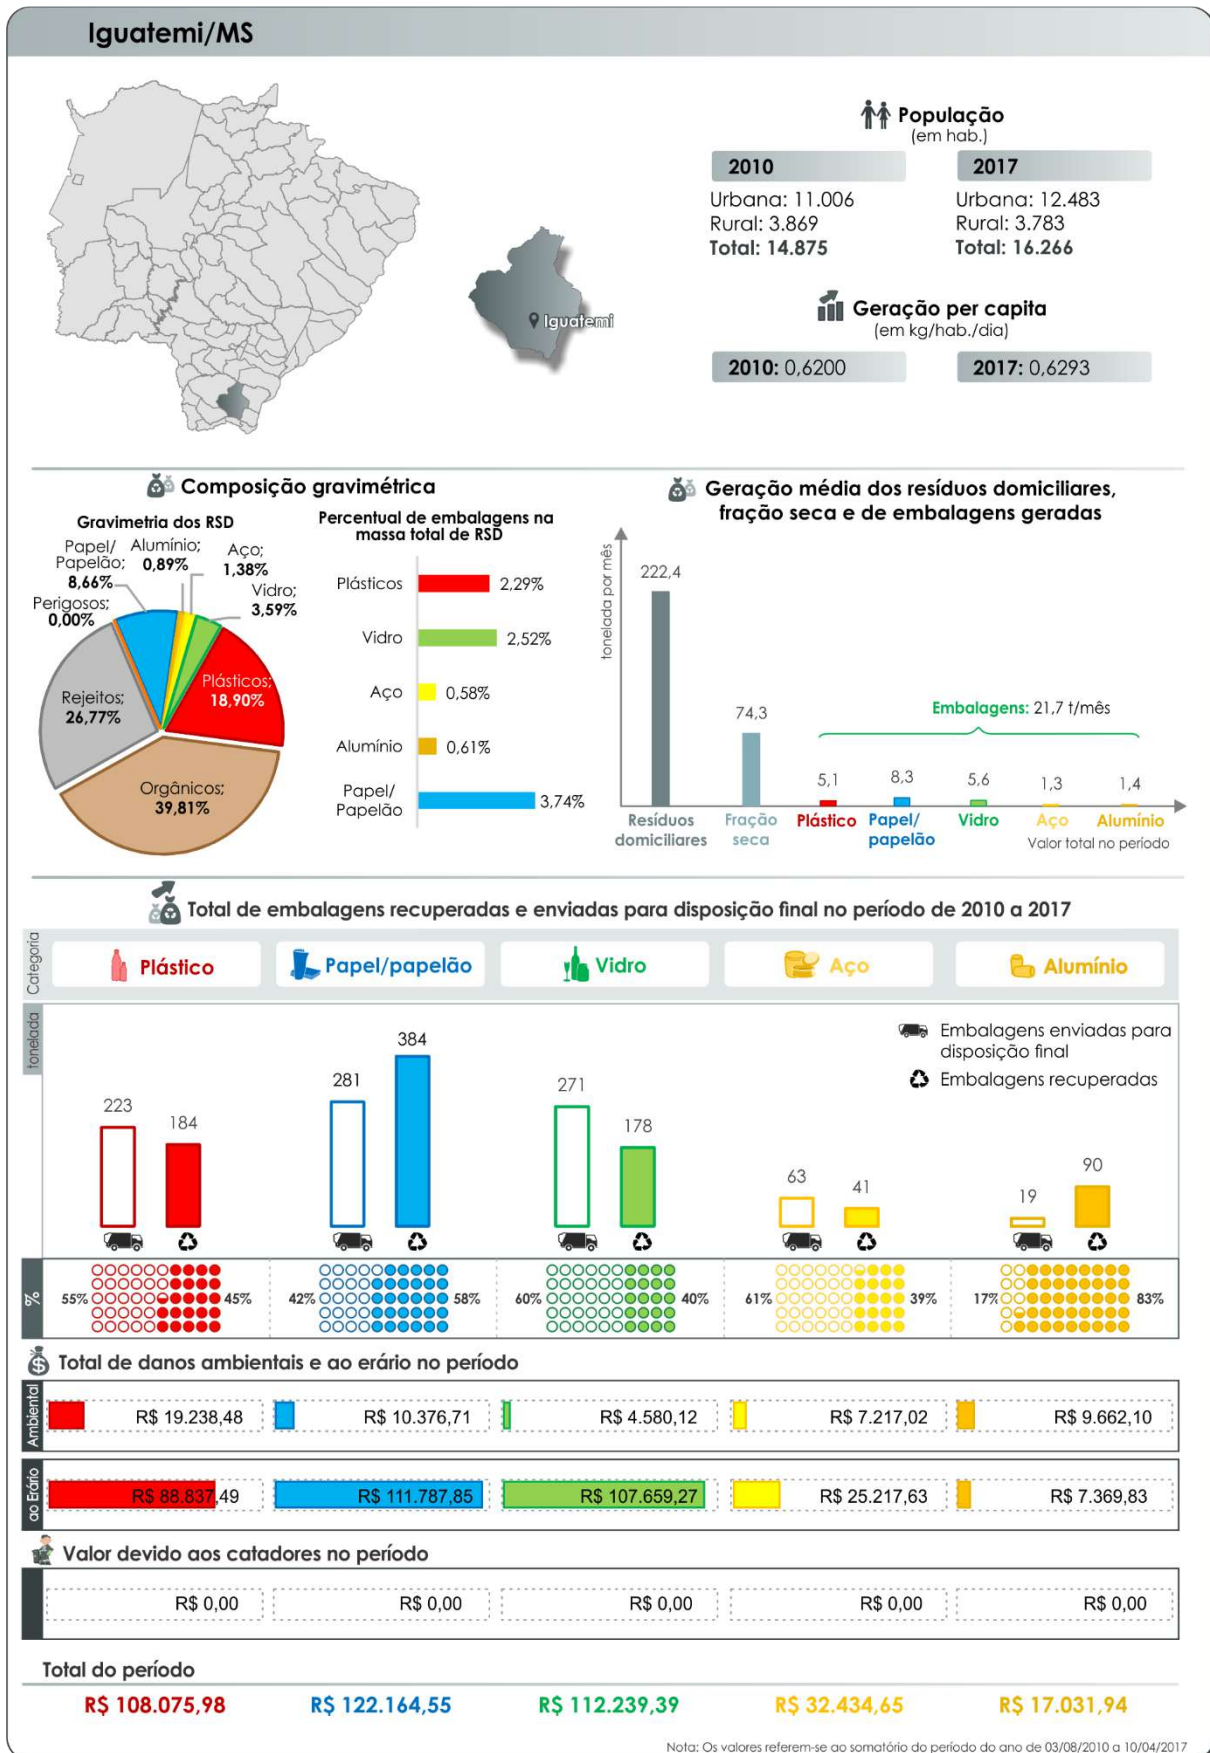 Iguatemi/MS
População
(em hab.)
2010
2017
Urbana: 11.006
Rural: 3.869
Total: 14.875
Urbana: 12.483
Rural: 3.783
Total: 16.266
Iguatemi
Geração per capita
(em kg/hab./dia)
2010: 0,6200
2017: 0,6293
Composição gravimétrica
Gravimetria dos RSD
Papel/
Papelão;
8,66%
Alumínio;
0,89%
Aço;
1,38%
Vidro;
3,59%
Perigosos;
0,00%
Plásticos;
18,90%
Rejeitos;
26,77%
Orgânicos;
39,81%
Percentual de embalagens na
massa total de RSD
Plásticos
2,29%
Vidro
2,52%
Aço
0,58%
Alumínio
0,61%
Papel/
Papelão
3,74%
Geração média dos resíduos domiciliares,
fração seca e de embalagens geradas
tonelada por mês
222,4
74,3
Embalagens: 21,7 t/mês
5,1
8,3
5,6
1,3
1,4
Resíduos
domiciliares
Fração
seca
Plástico
Papel/
papelão
Vidro
Aço
Alumínio
Valor total no período
Total de embalagens recuperadas e enviadas para disposição final no período de 2010 a 2017
Categoria
Plástico
Papel/papelão
Vidro
Aço
Alumínio
tonelada
Embalagens enviadas para
disposição final
Embalagens recuperadas
223
184
281
384
271
178
63
41
19
90
%
55%
45%
42%
58%
60%
40%
61%
39%
17%
83%
Total de danos ambientais e ao erário no período
Ambiental
R$ 19.238,48
R$ 10.376,71
R$ 4.580,12
R$ 7.217,02
R$ 9.662,10
ao Erário
R$ 88.837,49
R$ 111.787,85
R$ 107.659,27
R$ 25.217,63
R$ 7.369,83
Valor devido aos catadores no período
R$ 0,00
R$ 0,00
R$ 0,00
R$ 0,00
R$ 0,00
Total do período
R$ 108.075,98
R$ 122.164,55
R$ 112.239,39
R$ 32.434,65
R$ 17.031,94
Nota: Os valores referem-se ao somatório do período do ano de 03/08/2010 a 10/04/2017